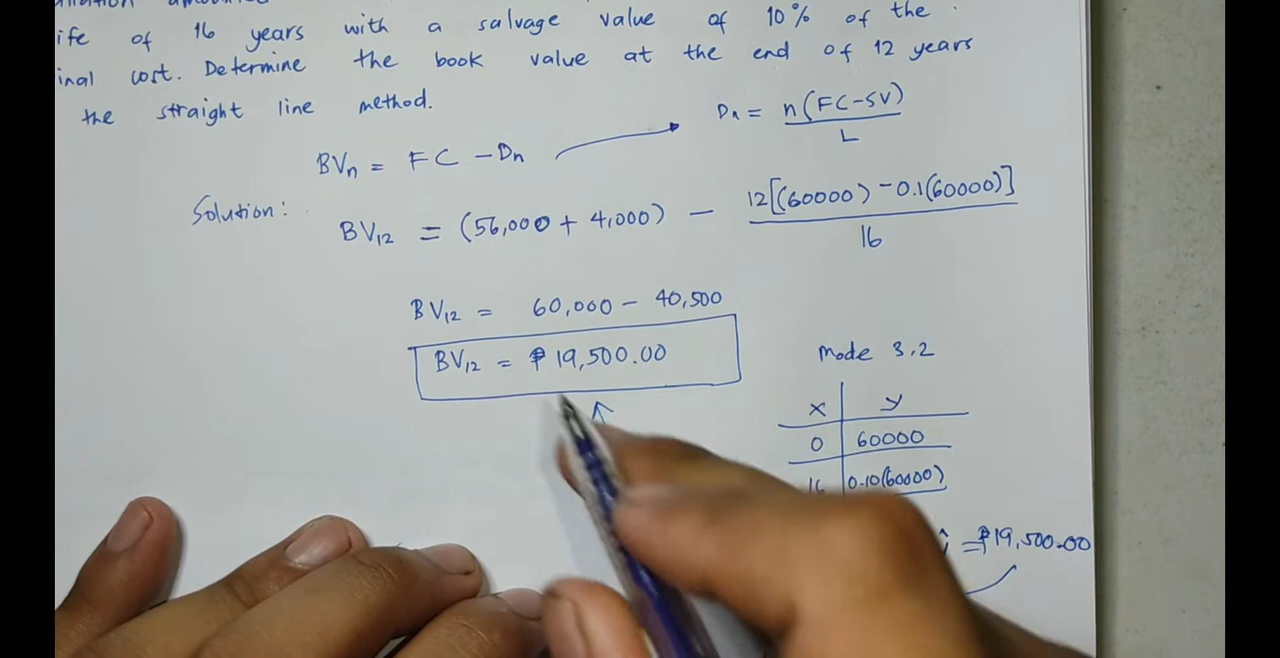 ife of 16 years with a salvage value of 10% of the
inal cost. Determine the book value at the end of 12 years
the straight line method.
Dn = n(FC-SV) / L
BVn = FC - Dn
Solution:
BV12 = (56,000 + 4,000) - 12[(60000) - 0.1(60000)] / 16
BV12 = 60,000 - 40,500
BV12 = ₱19,500.00
Mode 3,2
x y
0 60000
16 0.10(60000)
= ₱19,500.00